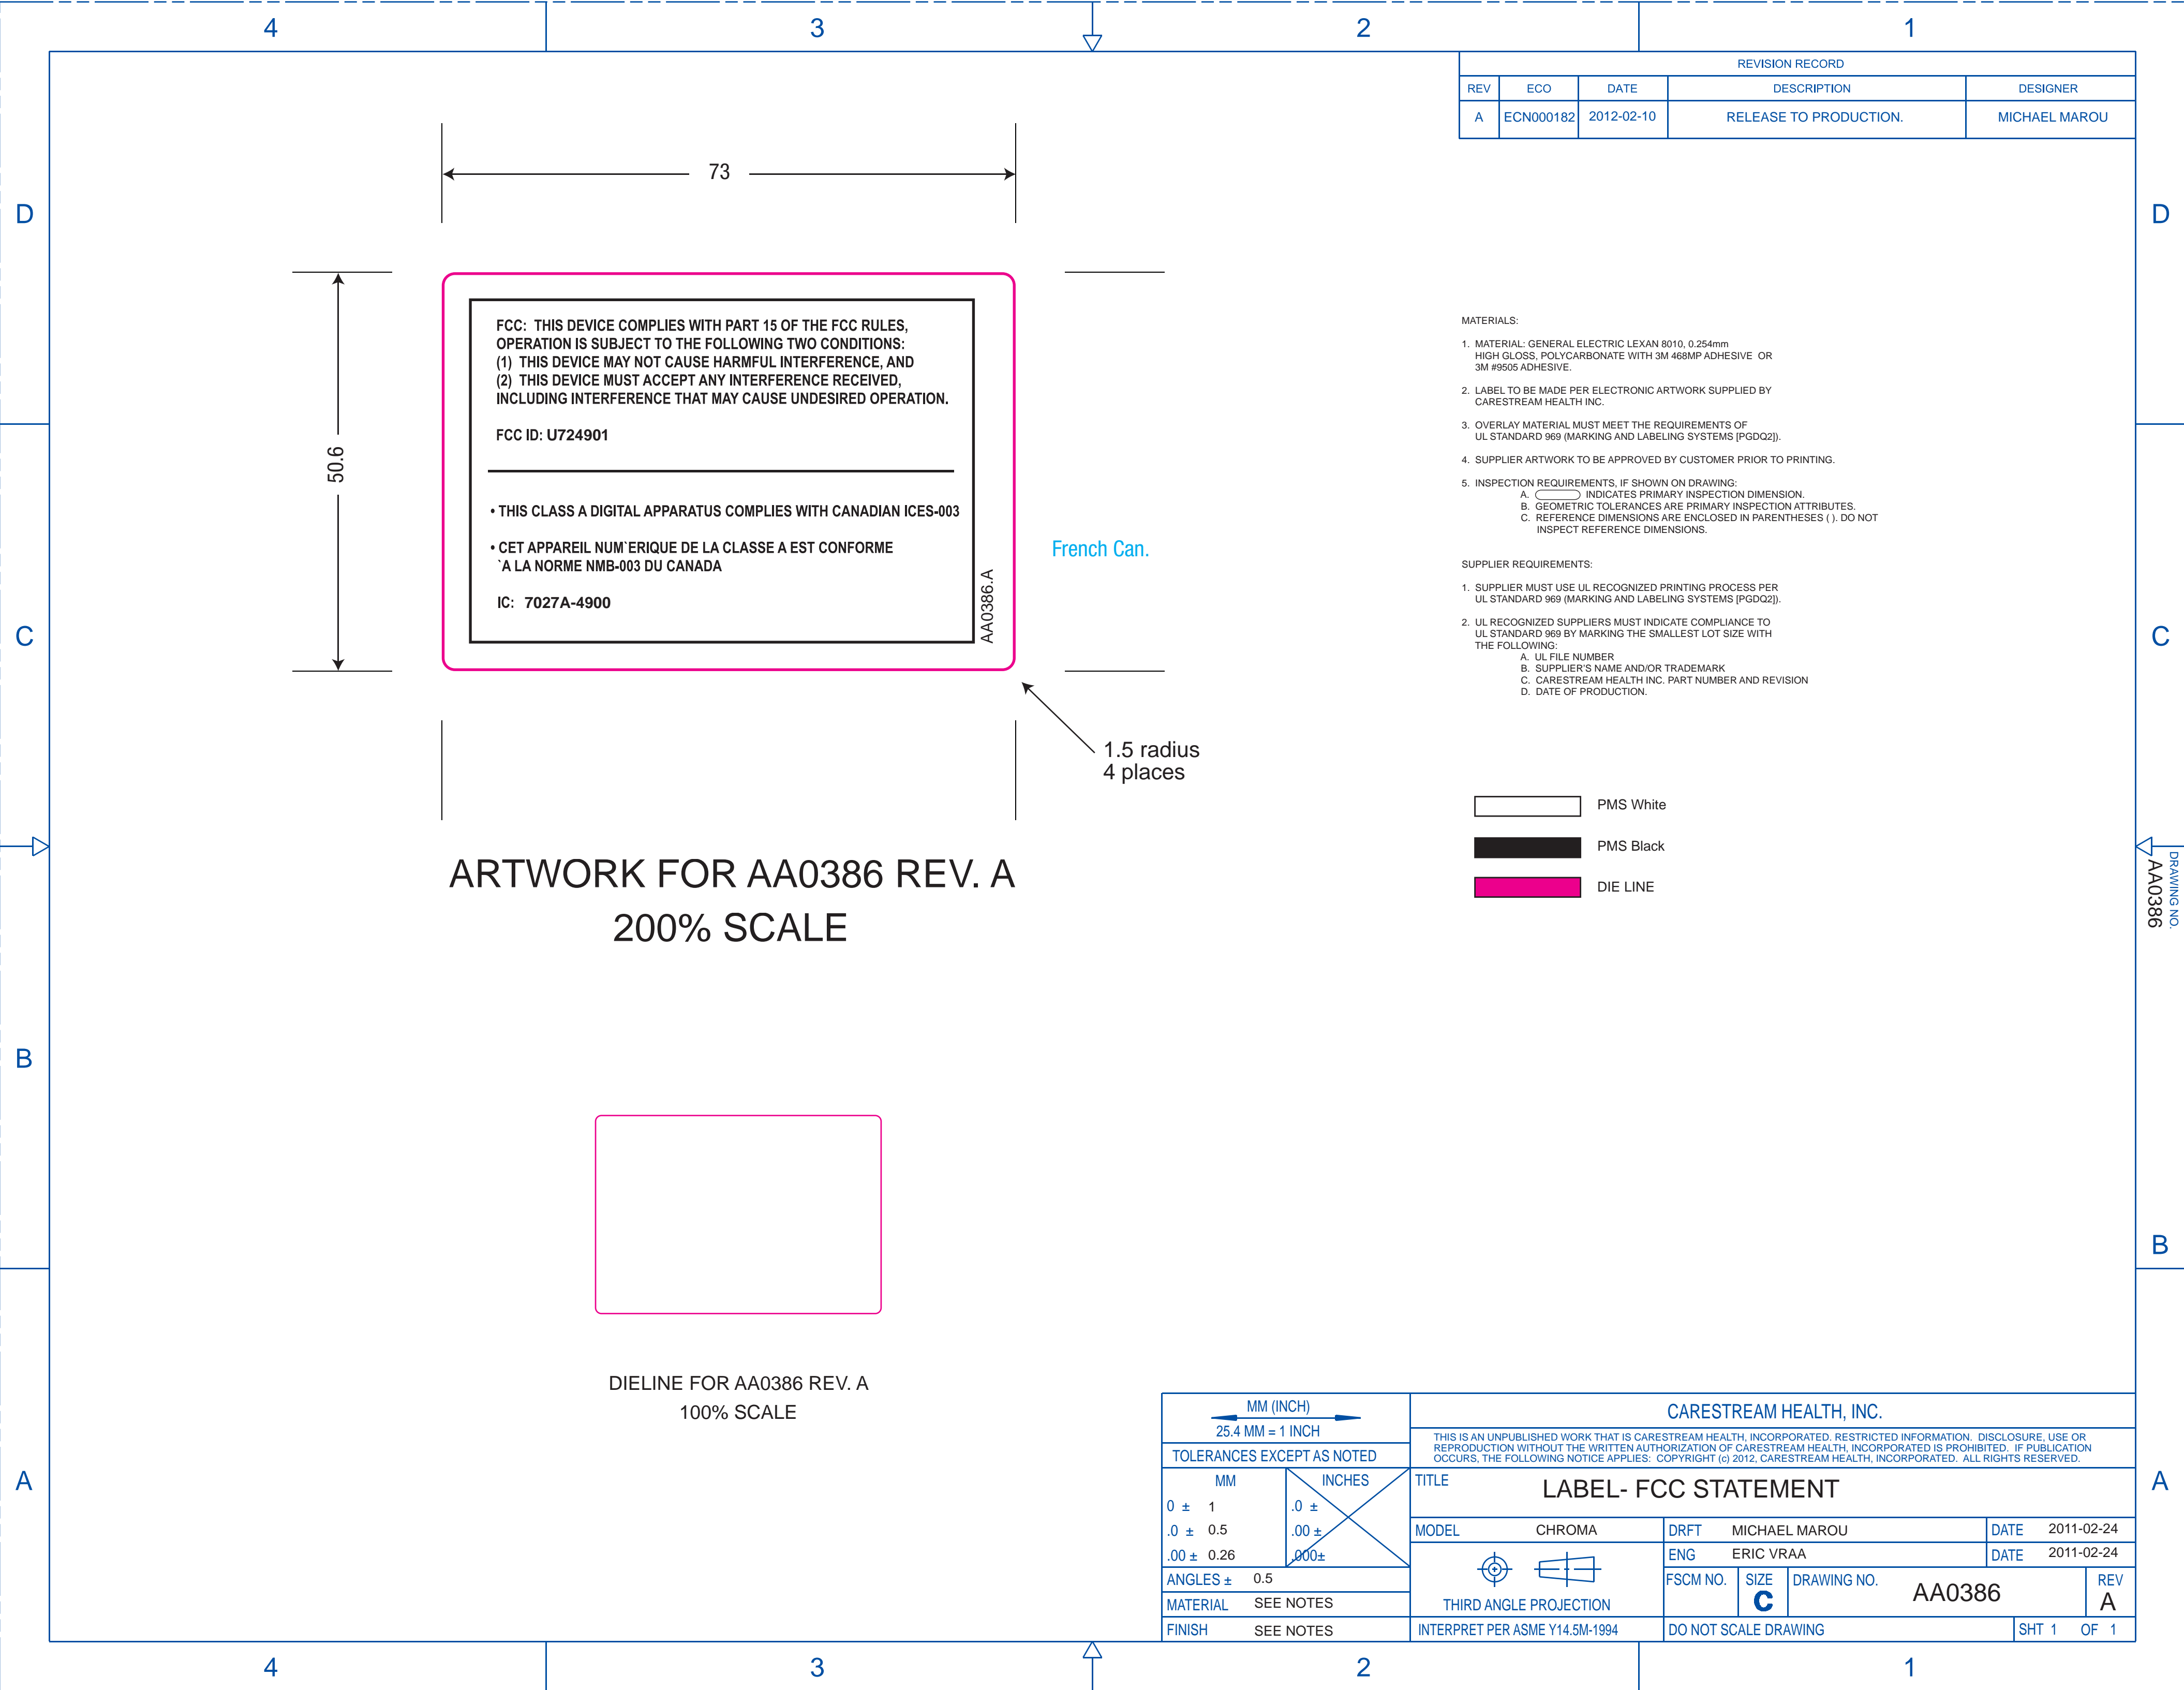 4 3 2 1
REVISION RECORD
REV ECO DATE DESCRIPTION DESIGNER
A ECN000182 2012-02-10 RELEASE TO PRODUCTION. MICHAEL MAROU
D D
73
50.6
FCC: THIS DEVICE COMPLIES WITH PART 15 OF THE FCC RULES,
OPERATION IS SUBJECT TO THE FOLLOWING TWO CONDITIONS:
(1) THIS DEVICE MAY NOT CAUSE HARMFUL INTERFERENCE, AND
(2) THIS DEVICE MUST ACCEPT ANY INTERFERENCE RECEIVED,
INCLUDING INTERFERENCE THAT MAY CAUSE UNDESIRED OPERATION.
FCC ID: U724901
• THIS CLASS A DIGITAL APPARATUS COMPLIES WITH CANADIAN ICES-003
• CET APPAREIL NUM`ERIQUE DE LA CLASSE A EST CONFORME
`A LA NORME NMB-003 DU CANADA
IC: 7027A-4900
AA0386.A
French Can.
1.5 radius
4 places
MATERIALS:
1. MATERIAL: GENERAL ELECTRIC LEXAN 8010, 0.254mm
HIGH GLOSS, POLYCARBONATE WITH 3M 468MP ADHESIVE OR
3M #9505 ADHESIVE.
2. LABEL TO BE MADE PER ELECTRONIC ARTWORK SUPPLIED BY
CARESTREAM HEALTH INC.
3. OVERLAY MATERIAL MUST MEET THE REQUIREMENTS OF
UL STANDARD 969 (MARKING AND LABELING SYSTEMS [PGDQ2]).
4. SUPPLIER ARTWORK TO BE APPROVED BY CUSTOMER PRIOR TO PRINTING.
5. INSPECTION REQUIREMENTS, IF SHOWN ON DRAWING:
A. INDICATES PRIMARY INSPECTION DIMENSION.
B. GEOMETRIC TOLERANCES ARE PRIMARY INSPECTION ATTRIBUTES.
C. REFERENCE DIMENSIONS ARE ENCLOSED IN PARENTHESES ( ). DO NOT
INSPECT REFERENCE DIMENSIONS.
SUPPLIER REQUIREMENTS:
1. SUPPLIER MUST USE UL RECOGNIZED PRINTING PROCESS PER
UL STANDARD 969 (MARKING AND LABELING SYSTEMS [PGDQ2]).
2. UL RECOGNIZED SUPPLIERS MUST INDICATE COMPLIANCE TO
UL STANDARD 969 BY MARKING THE SMALLEST LOT SIZE WITH
THE FOLLOWING:
A. UL FILE NUMBER
B. SUPPLIER'S NAME AND/OR TRADEMARK
C. CARESTREAM HEALTH INC. PART NUMBER AND REVISION
D. DATE OF PRODUCTION.
C C
PMS White
PMS Black
DIE LINE
DRAWING NO.
AA0386
ARTWORK FOR AA0386 REV. A
200% SCALE
B B
DIELINE FOR AA0386 REV. A
100% SCALE
A A
MM (INCH)
25.4 MM = 1 INCH
TOLERANCES EXCEPT AS NOTED
MM INCHES
0 ± 1 .0 ±
.0 ± 0.5 .00 ±
.00 ± 0.26 .000±
ANGLES ± 0.5
MATERIAL SEE NOTES
FINISH SEE NOTES
CARESTREAM HEALTH, INC.
THIS IS AN UNPUBLISHED WORK THAT IS CARESTREAM HEALTH, INCORPORATED. RESTRICTED INFORMATION. DISCLOSURE, USE OR
REPRODUCTION WITHOUT THE WRITTEN AUTHORIZATION OF CARESTREAM HEALTH, INCORPORATED IS PROHIBITED. IF PUBLICATION
OCCURS, THE FOLLOWING NOTICE APPLIES: COPYRIGHT (c) 2012, CARESTREAM HEALTH, INCORPORATED. ALL RIGHTS RESERVED.
TITLE LABEL- FCC STATEMENT
MODEL CHROMA
DRFT MICHAEL MAROU DATE 2011-02-24
ENG ERIC VRAA DATE 2011-02-24
THIRD ANGLE PROJECTION
FSCM NO. SIZE C DRAWING NO. AA0386 REV A
INTERPRET PER ASME Y14.5M-1994
DO NOT SCALE DRAWING
SHT 1 OF 1
4 3 2 1